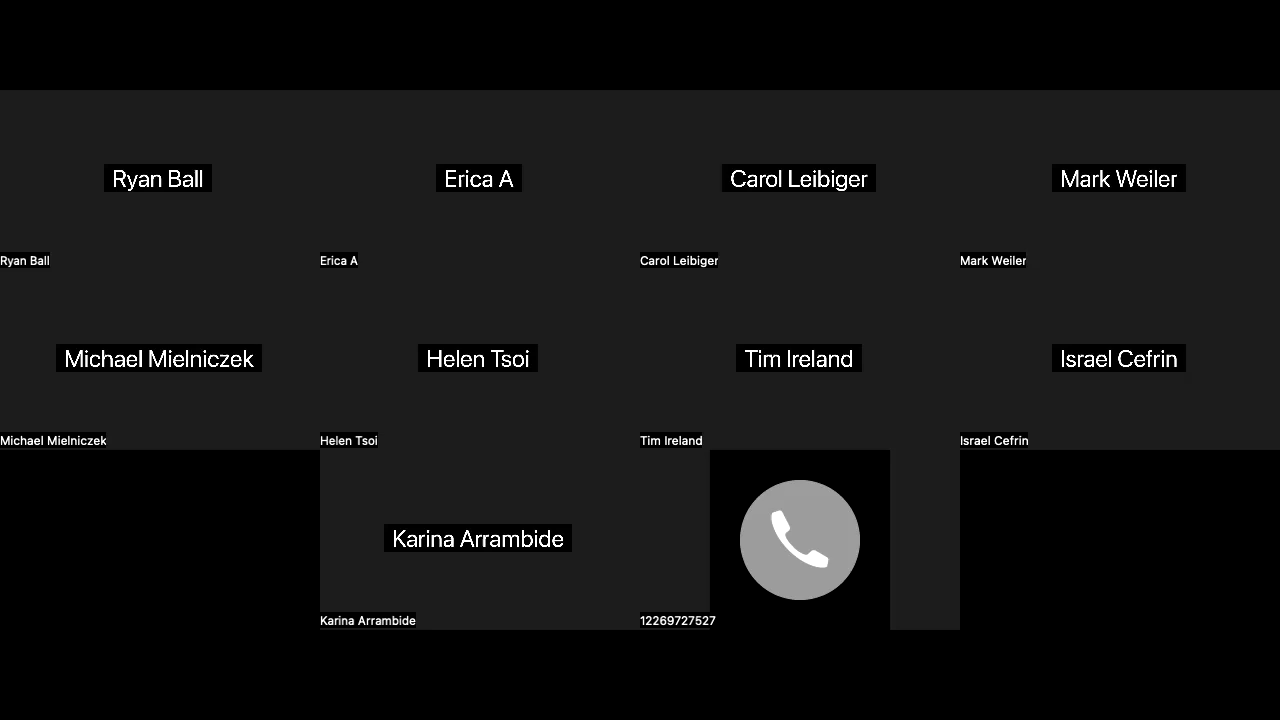 Ryan Ball
Erica A
Carol Leibiger
Mark Weiler
Ryan Ball
Erica A
Carol Leibiger
Mark Weiler
Michael Mielniczek
Helen Tsoi
Tim Ireland
Israel Cefrin
Michael Mielniczek
Helen Tsoi
Tim Ireland
Israel Cefrin
Karina Arrambide
Karina Arrambide
12269727527